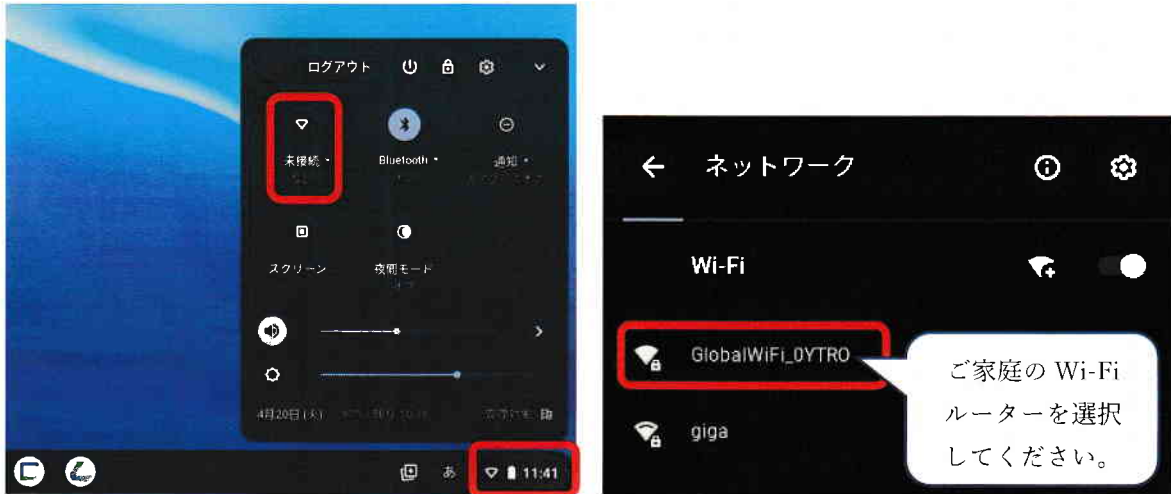 ログアウト
未接続
Bluetooth
通知
スクリーン
夜間モード
4月20日(火)
あ
11:41
ネットワーク
Wi-Fi
GlobalWiFi_0YTRO
giga
ご家庭の Wi-Fi
ルーターを選択
してください。